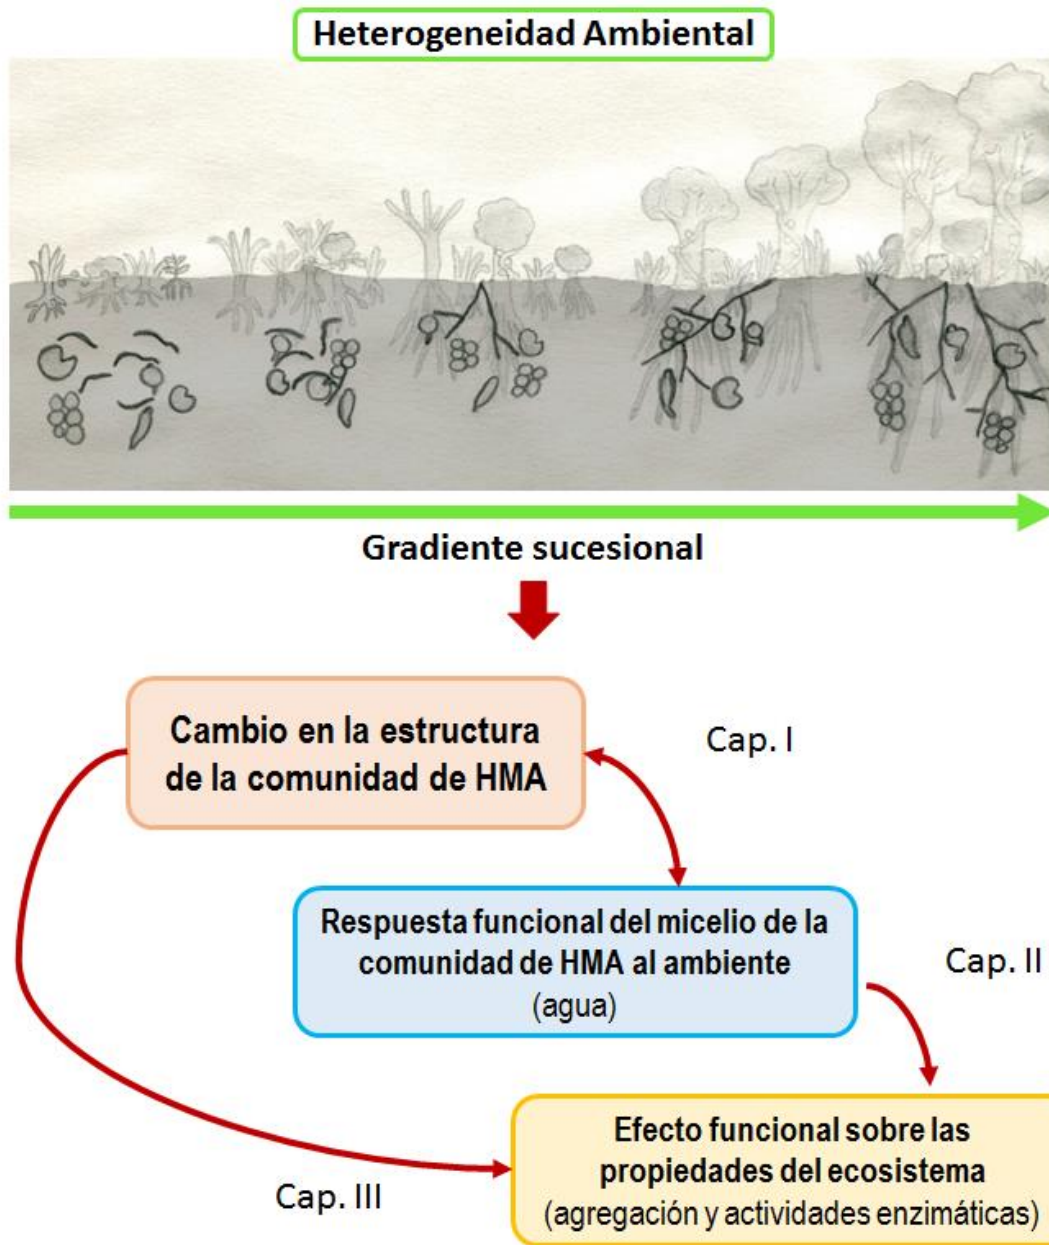 Heterogeneidad Ambiental
Gradiente sucesional
Cambio en la estructura
de la comunidad de HMA
Cap. I
Respuesta funcional del micelio de la
comunidad de HMA al ambiente
(agua)
Cap. II
Efecto funcional sobre las
propiedades del ecosistema
(agregación y actividades enzimáticas)
Cap. III